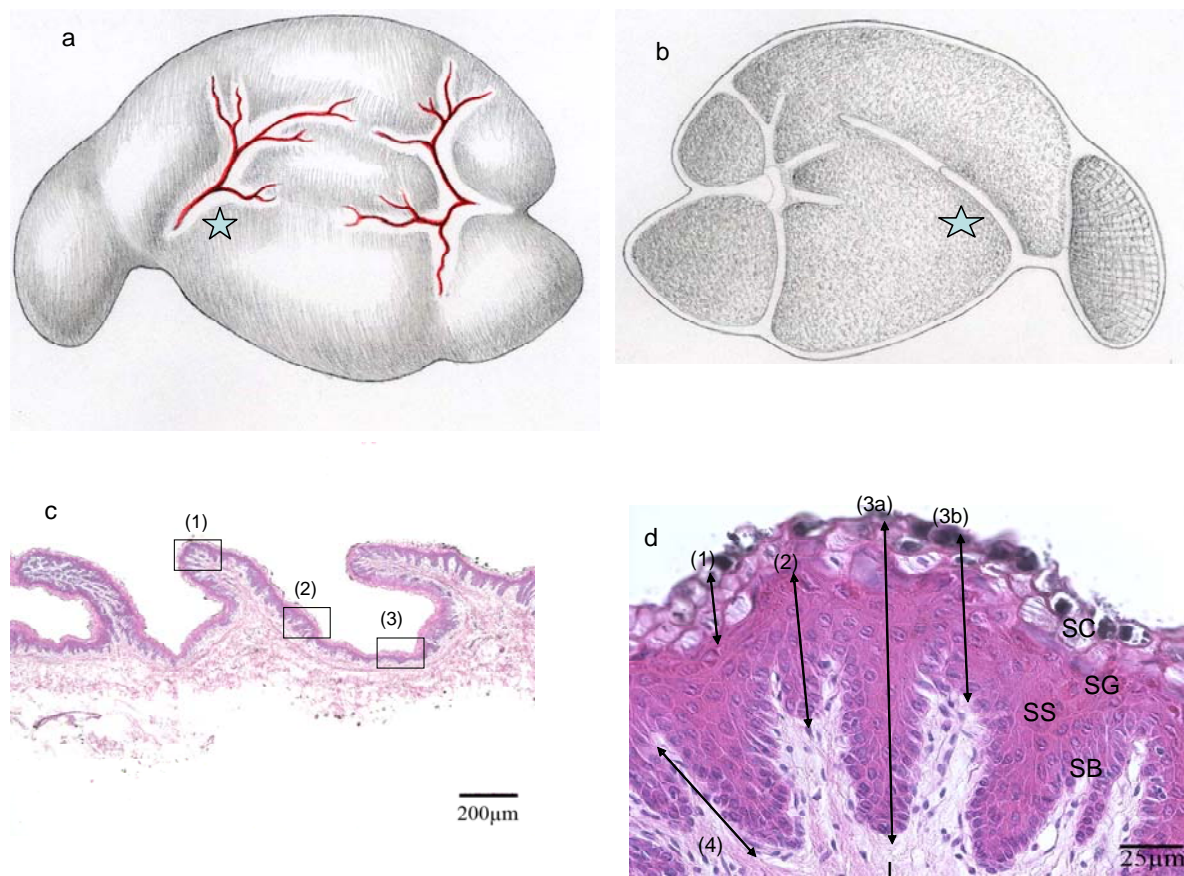 a
b
c
(1)
(2)
(3)
200µm
d
(1)
(2)
(3a)
(3b)
SC
SG
SS
SB
(4)
25µm